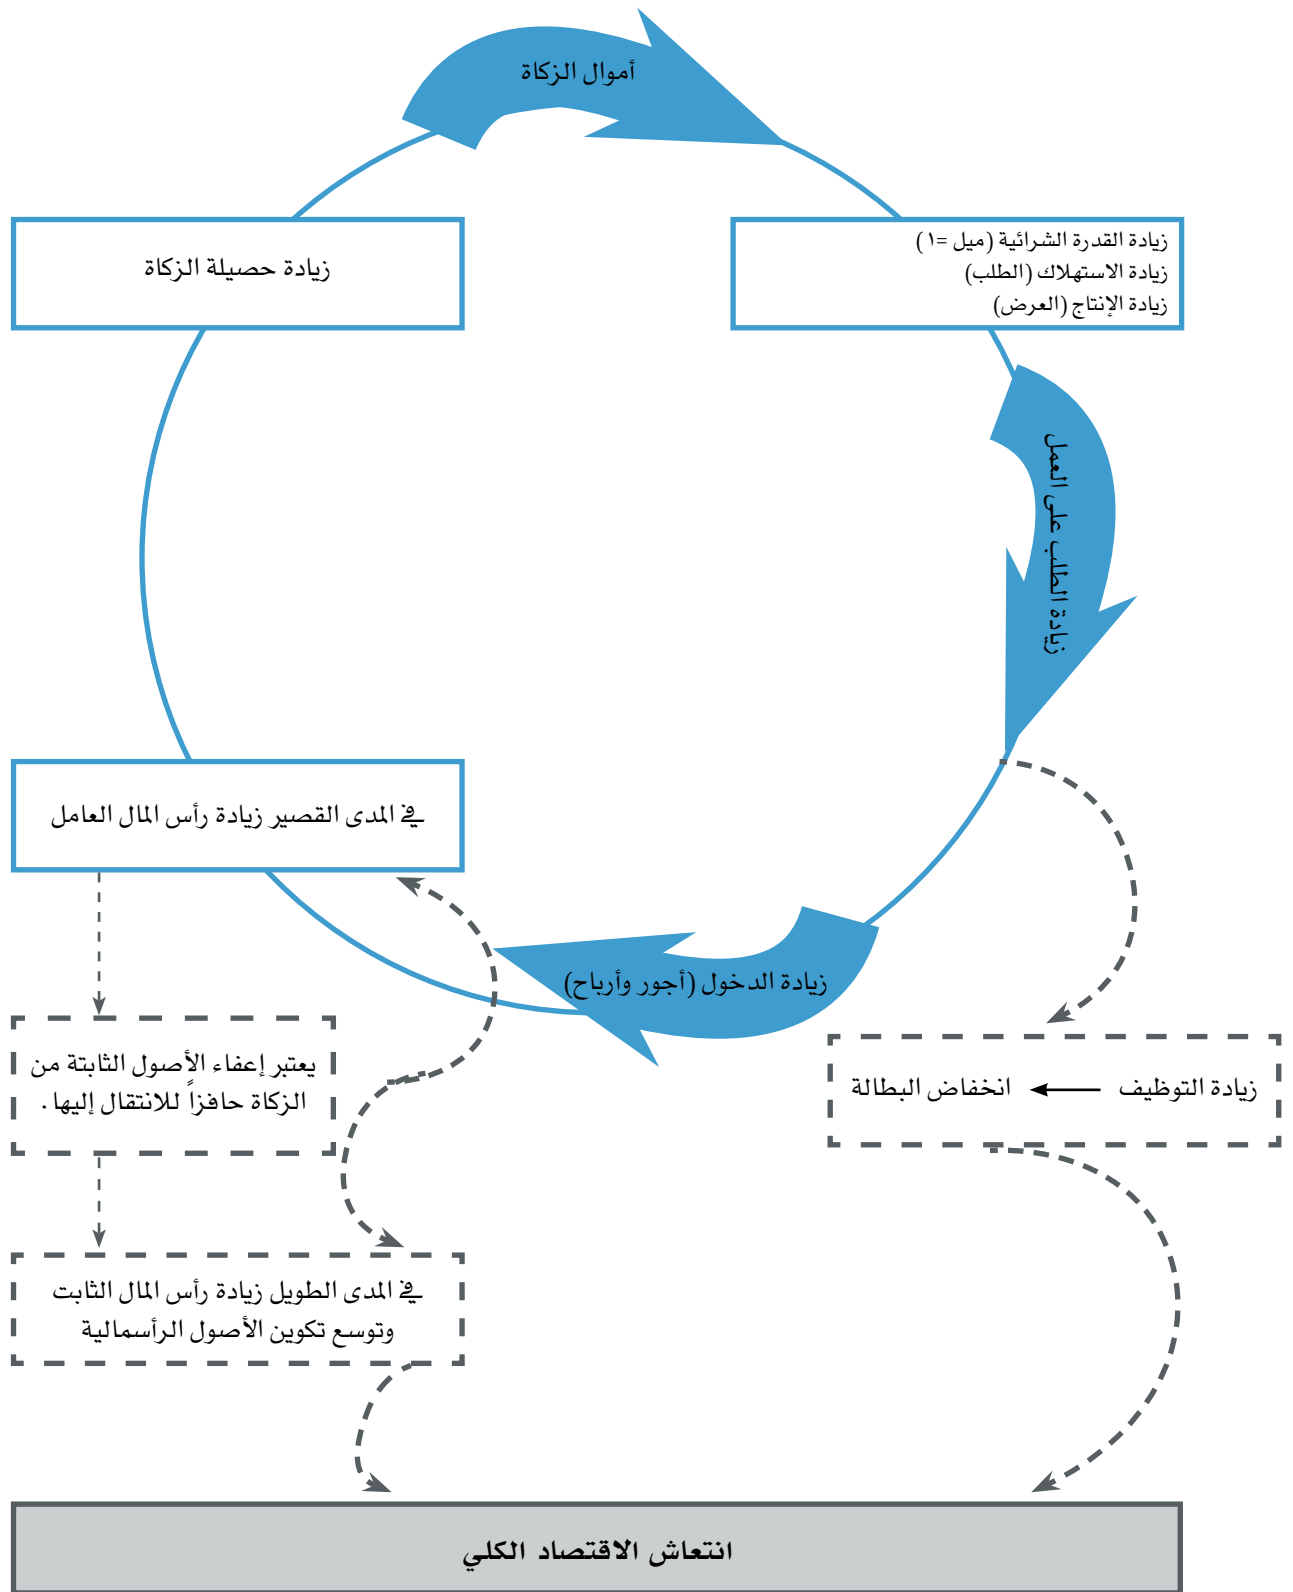 أموال الزكاة
زيادة القدرة الشرائية (ميل =١)
زيادة الاستهلاك (الطلب)
زيادة الإنتاج (العرض)
زيادة حصيلة الزكاة
زيادة الطلب على العمل
في المدى القصير زيادة رأس المال العامل
زيادة الدخول (أجور وأرباح)
زيادة التوظيف
انخفاض البطالة
يعتبر إعفاء الأصول الثابتة من
الزكاة حافزاً للانتقال إليها.
في المدى الطويل زيادة رأس المال الثابت
وتوسع تكوين الأصول الرأسمالية
انتعاش الاقتصاد الكلي